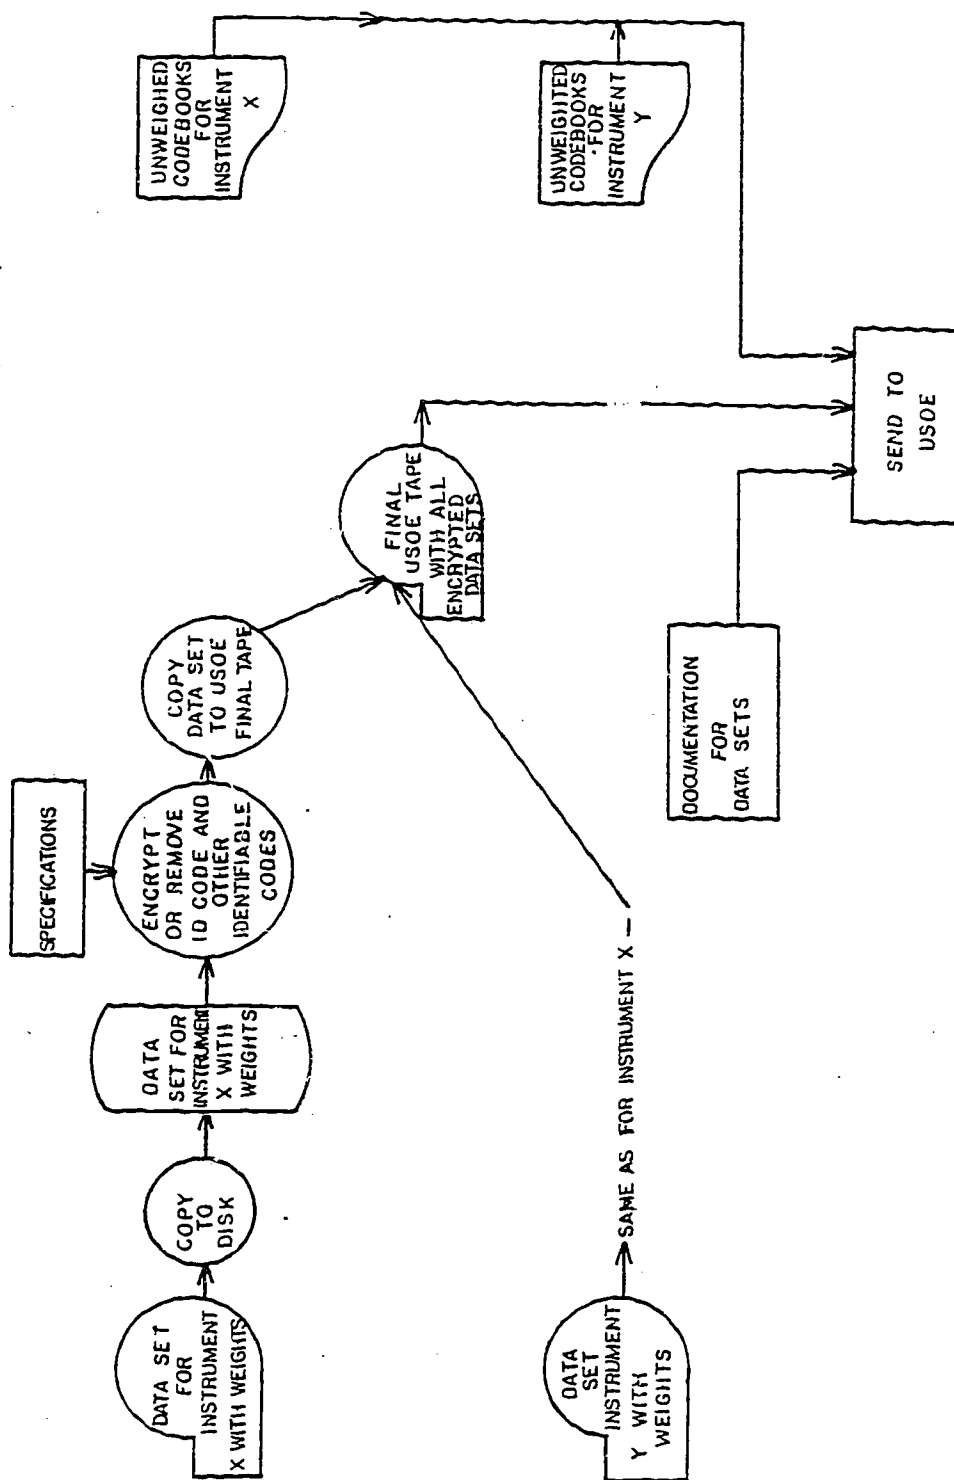 DATA SET
FOR
INSTRUMENT
X WITH WEIGHTS
COPY
TO
DISK
DATA
SET FOR
INSTRUMENT
X WITH
WEIGHTS
SPECIFICATIONS
ENCRYPT
OR REMOVE
ID CODE AND
OTHER
IDENTIFIABLE
CODES
COPY
DATA SET
TO USOE
FINAL TAPE
FINAL
USOE TAPE
WITH ALL
ENCRYPTED
DATA SETS
UNWEIGHED
CODEBOOKS
FOR
INSTRUMENT
X
UNWEIGHTED
CODEBOOKS
FOR
INSTRUMENT
Y
DATA
SET
INSTRUMENT
Y WITH
WEIGHTS
SAME AS FOR INSTRUMENT X —
DOCUMENTATION
FOR
DATA SETS
SEND TO
USOE